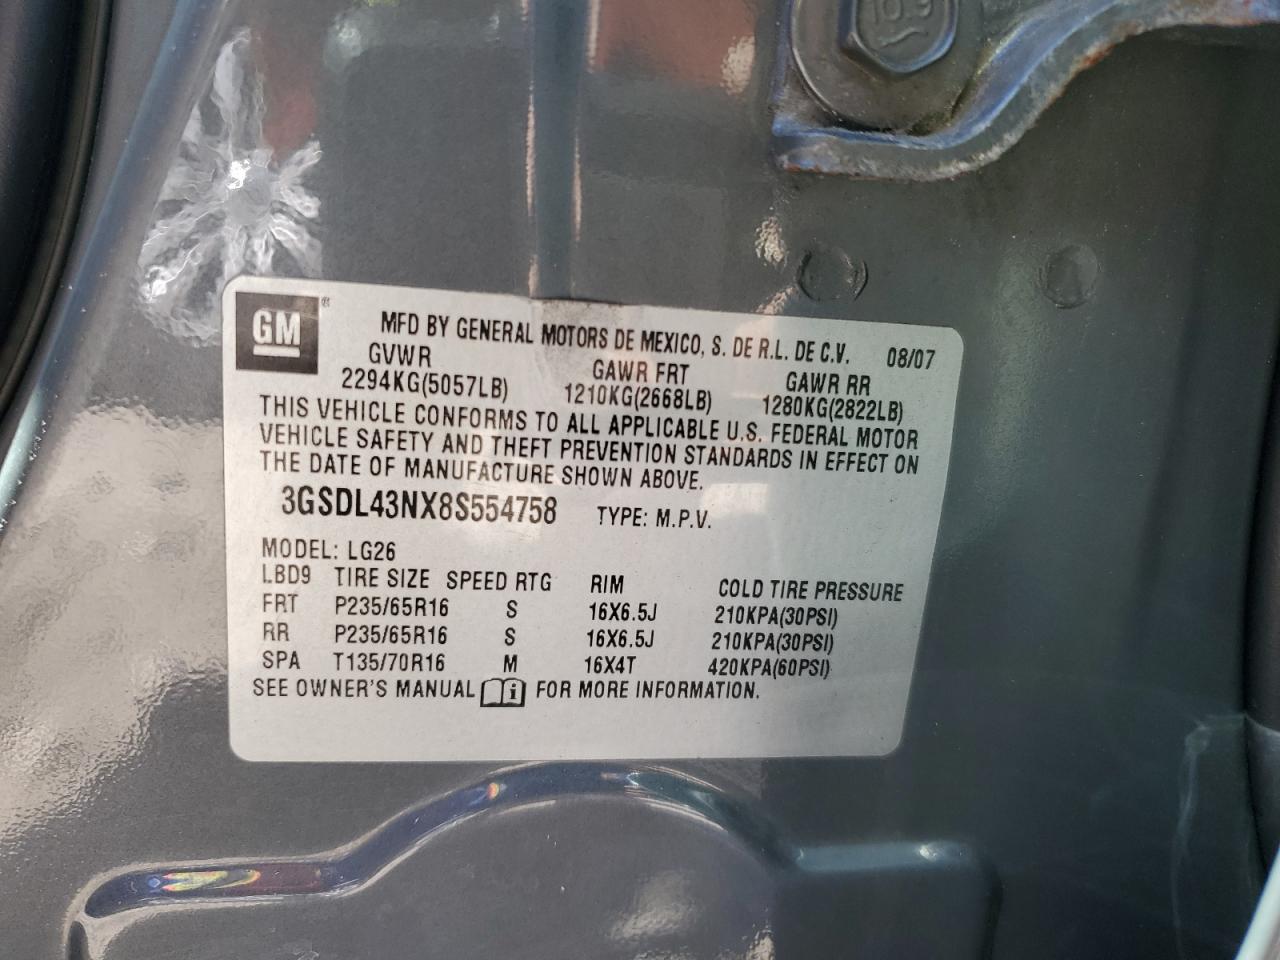 10.9
GM ®
MFD BY GENERAL MOTORS DE MEXICO, S. DE R.L. DE C.V. 08/07
GVWR GAWR FRT GAWR RR
2294KG(5057LB) 1210KG(2668LB) 1280KG(2822LB)
THIS VEHICLE CONFORMS TO ALL APPLICABLE U.S. FEDERAL MOTOR
VEHICLE SAFETY AND THEFT PREVENTION STANDARDS IN EFFECT ON
THE DATE OF MANUFACTURE SHOWN ABOVE.
3GSDL43NX8S554758 TYPE: M.P.V.
MODEL: LG26
LBD9 TIRE SIZE SPEED RTG RIM COLD TIRE PRESSURE
FRT P235/65R16 S 16X6.5J 210KPA(30PSI)
RR P235/65R16 S 16X6.5J 210KPA(30PSI)
SPA T135/70R16 M 16X4T 420KPA(60PSI)
SEE OWNER'S MANUAL i FOR MORE INFORMATION.